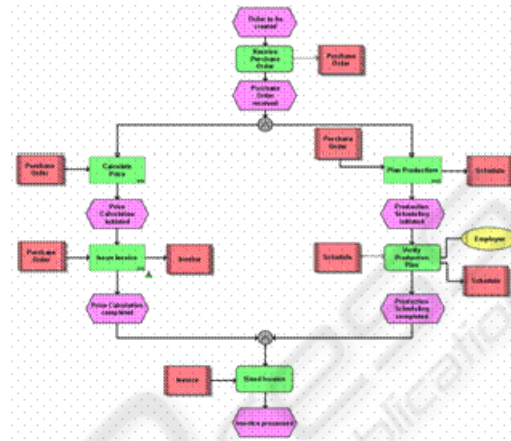 Order to be
created
Receive
Purchase
Order
Purchase
Order
Purchase
Order
received
Purchase
Order
Calculate
Price
Purchase
Order
Plan Production
Schedule
Price
Calculation
initiated
Production
Scheduling
initiated
Purchase
Order
Issue Invoice
Invoice
Schedule
Verify
Production
Plan
Employee
Schedule
Price Calculation
completed
Production
Scheduling
completed
Invoice
Send Invoice
Invoice processed